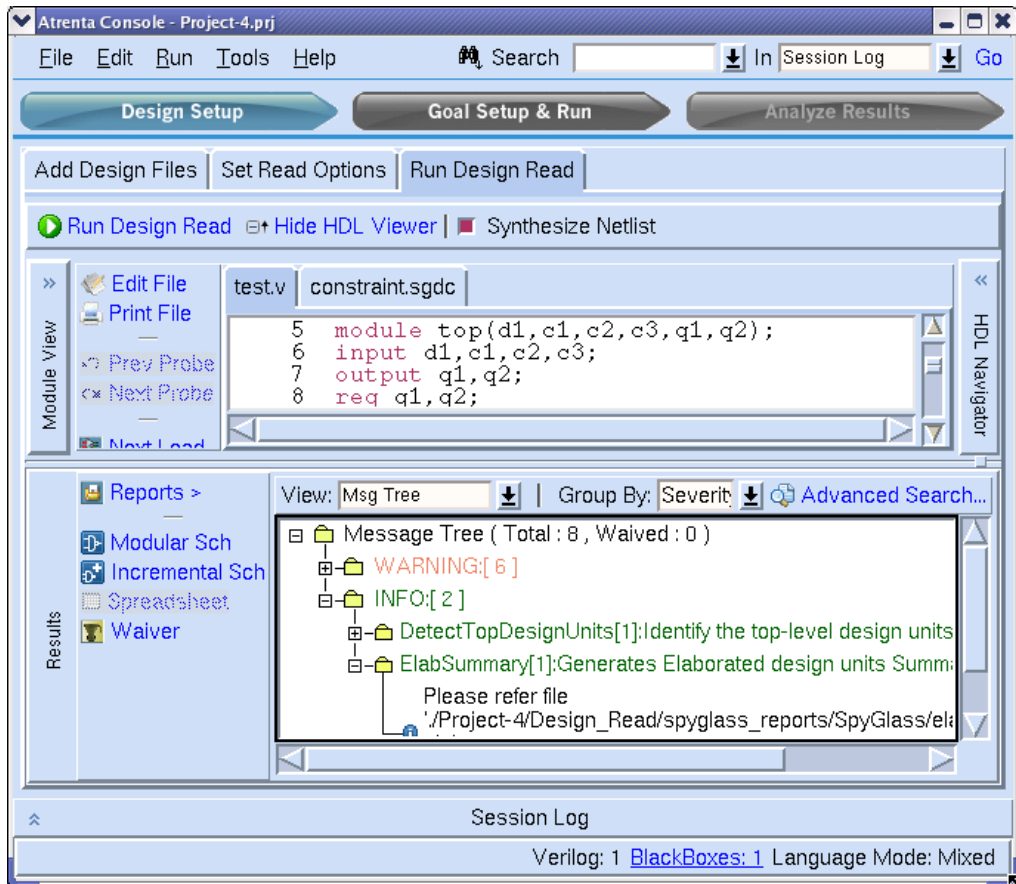 Atrenta Console - Project-4.prj
File Edit Run Tools Help Search In Session Log Go
Design Setup Goal Setup & Run Analyze Results
Add Design Files Set Read Options Run Design Read
Run Design Read Hide HDL Viewer Synthesize Netlist
Module View
Edit File
Print File
Prev Probe
Next Probe
Next Load
test.v constraint.sgdc
5 module top(d1,c1,c2,c3,q1,q2);
6 input d1,c1,c2,c3;
7 output q1,q2;
8 reg q1,q2;
HDL Navigator
Results
Reports >
Modular Sch
Incremental Sch
Spreadsheet
Waiver
View: Msg Tree | Group By: Severit Advanced Search...
Message Tree ( Total : 8 , Waived : 0 )
WARNING:[ 6 ]
INFO:[ 2 ]
DetectTopDesignUnits[1]:Identify the top-level design units
ElabSummary[1]:Generates Elaborated design units Summ
Please refer file
'./Project-4/Design_Read/spyglass_reports/SpyGlass/ela
Session Log
Verilog: 1 BlackBoxes: 1 Language Mode: Mixed